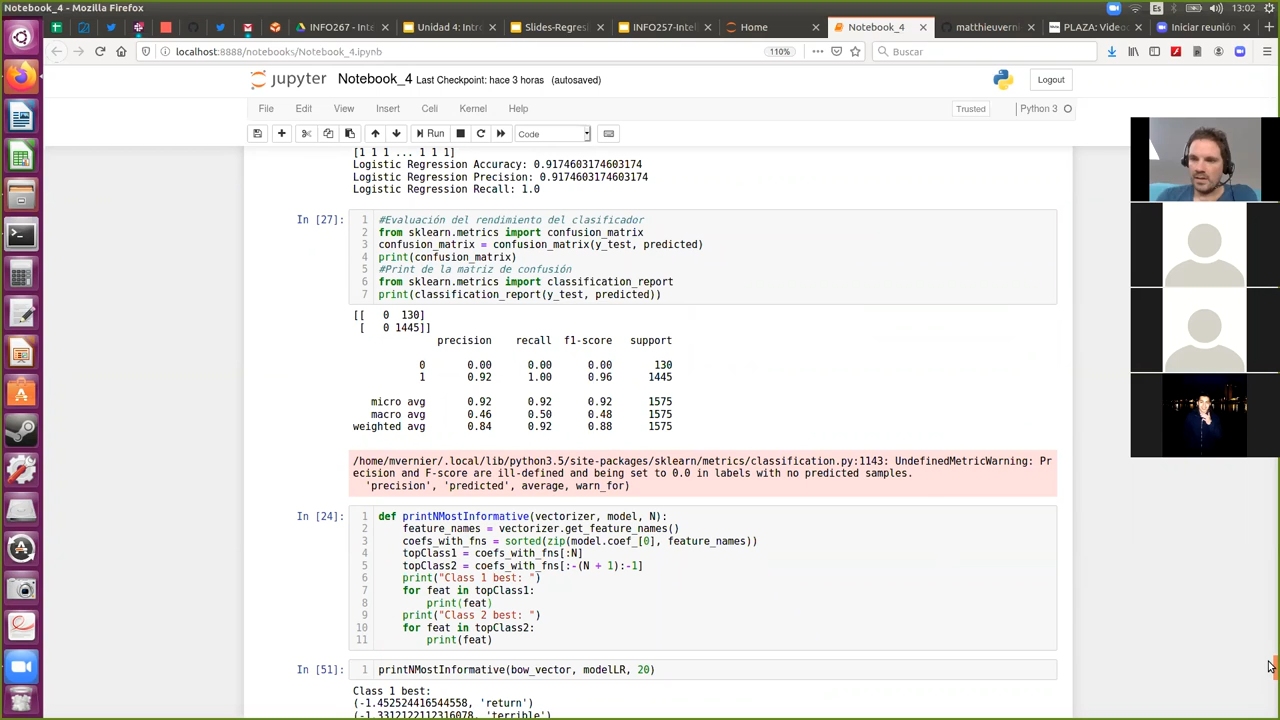 Notebook_4 - Mozilla Firefox
Es
13:02
INFO267 - Inte
Unidad 4: Intro
Slides-Regres
INFO257-Intel
Home
Notebook_4
matthieuverni
PLAZA: Video
Iniciar reunión
localhost:8888/notebooks/Notebook_4.ipynb
110%
Buscar
jupyter Notebook_4 Last Checkpoint: hace 3 horas (autosaved)
Logout
File Edit View Insert Cell Kernel Help
Trusted
Python 3
Run
Code
[1 1 1 ... 1 1 1]
Logistic Regression Accuracy: 0.9174603174603174
Logistic Regression Precision: 0.9174603174603174
Logistic Regression Recall: 1.0
In [27]:
1 #Evaluación del rendimiento del clasificador
2 from sklearn.metrics import confusion_matrix
3 confusion_matrix = confusion_matrix(y_test, predicted)
4 print(confusion_matrix)
5 #Print de la matriz de confusión
6 from sklearn.metrics import classification_report
7 print(classification_report(y_test, predicted))
[[ 0 130]
[ 0 1445]]
precision recall f1-score support
0 0.00 0.00 0.00 130
1 0.92 1.00 0.96 1445
micro avg 0.92 0.92 0.92 1575
macro avg 0.46 0.50 0.48 1575
weighted avg 0.84 0.92 0.88 1575
/home/mvernier/.local/lib/python3.5/site-packages/sklearn/metrics/classification.py:1143: UndefinedMetricWarning: Pr
ecision and F-score are ill-defined and being set to 0.0 in labels with no predicted samples.
'precision', 'predicted', average, warn_for)
In [24]:
1 def printNMostInformative(vectorizer, model, N):
2 feature_names = vectorizer.get_feature_names()
3 coefs_with_fns = sorted(zip(model.coef_[0], feature_names))
4 topClass1 = coefs_with_fns[:N]
5 topClass2 = coefs_with_fns[:-(N + 1):-1]
6 print("Class 1 best: ")
7 for feat in topClass1:
8 print(feat)
9 print("Class 2 best: ")
10 for feat in topClass2:
11 print(feat)
In [51]:
1 printNMostInformative(bow_vector, modelLR, 20)
Class 1 best:
(-1.452524416544558, 'return')
(-1.3312122112316078, 'terrible')